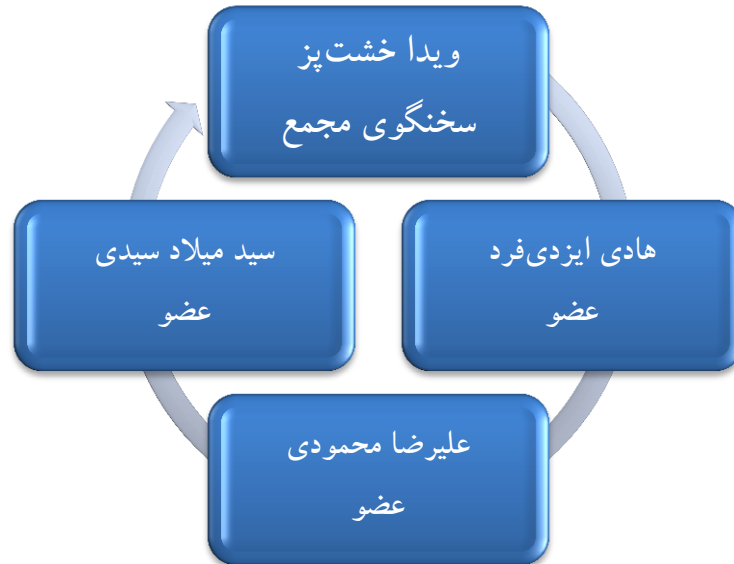 ویدا خشت‌پز
سخنگوی مجمع
هادی ایزدی‌فرد
عضو
علیرضا محمودی
عضو
سید میلاد سیدی
عضو